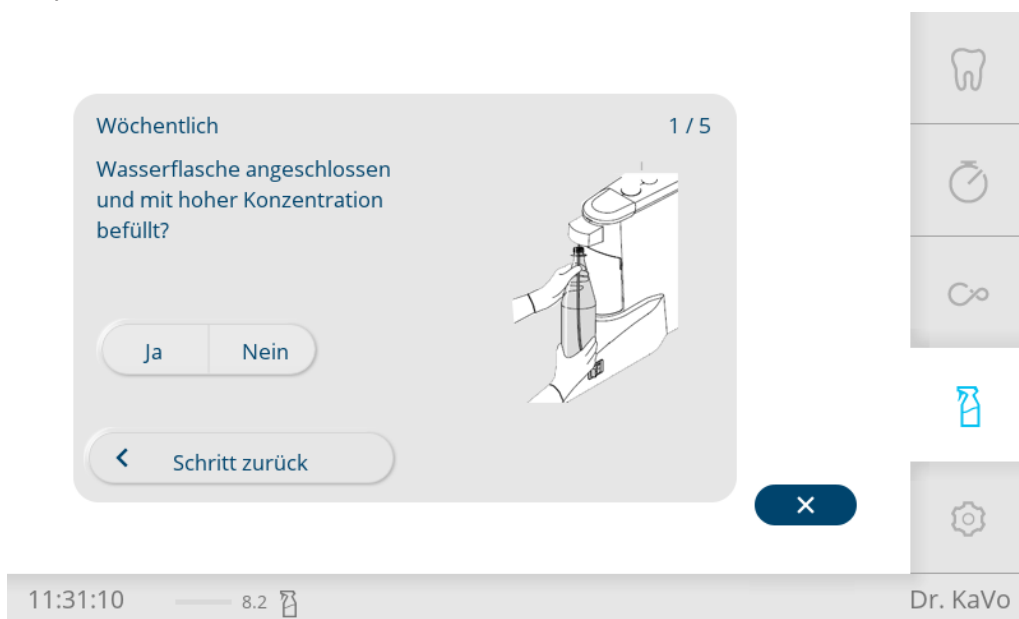 Wöchentlich 1 / 5
Wasserflasche angeschlossen
und mit hoher Konzentration
befüllt?
Ja Nein
Schritt zurück
11:31:10 8.2 Dr. KaVo